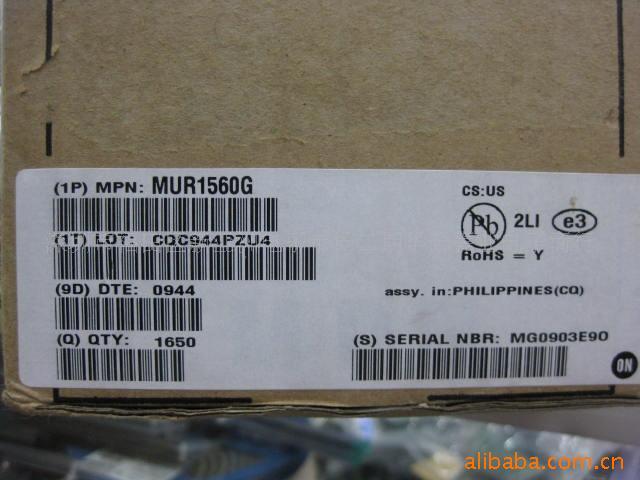 (1P) MPN: MUR1560G
CS:US
Pb 2LI e3
(1T) LOT: CQC944PZU4
RoHS = Y
(9D) DTE: 0944
assy. in:PHILIPPINES(CQ)
(Q) QTY: 1650
(S) SERIAL NBR: MG0903E90
ON
alibaba.com.cn